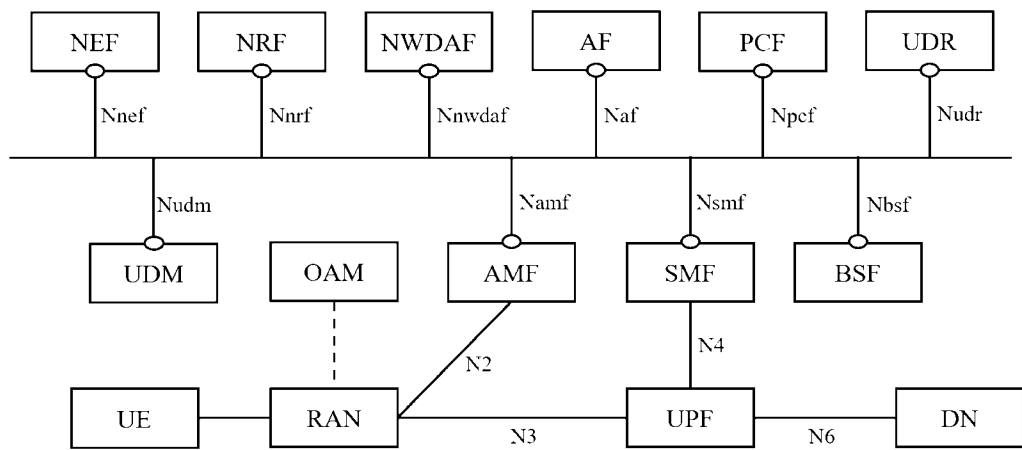 NEF NRF NWDAF AF PCF UDR
Nnef Nnrf Nnwdaf Naf Npcf Nudr
Nudm Namf Nsmf Nbsf
UDM OAM AMF SMF BSF
N4
N2
UE RAN UPF DN
N3 N6